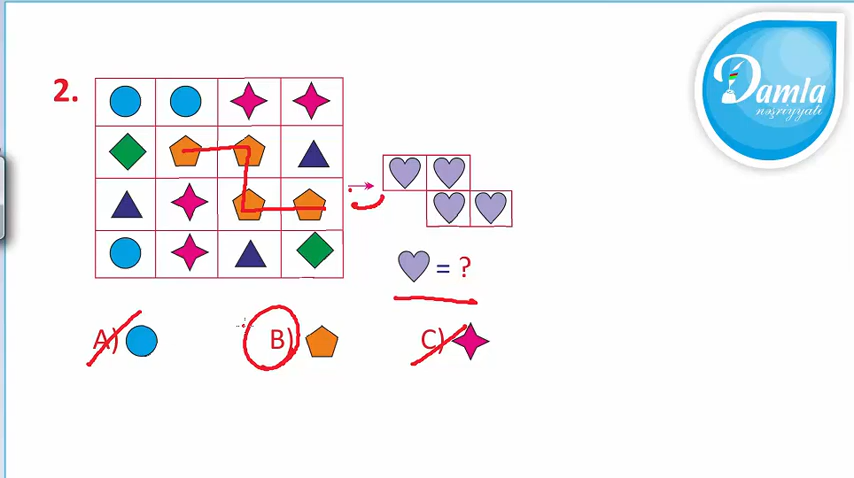 Damla
nəşriyyatı
2.
= ?
A)
B)
C)